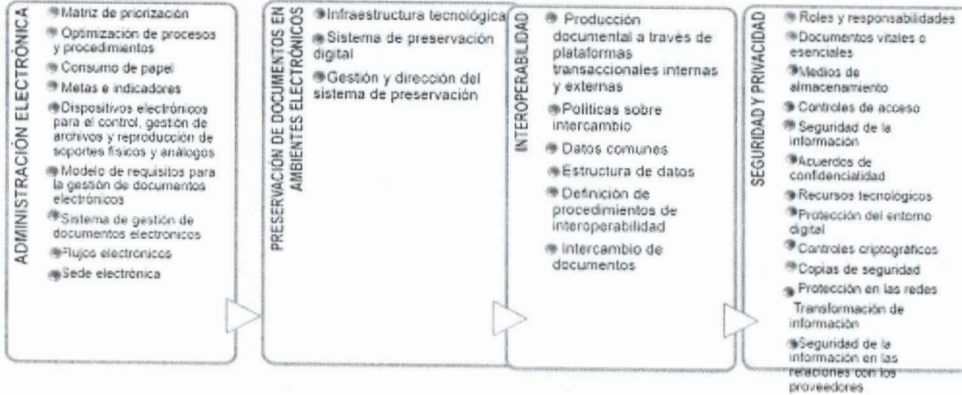 ADMINISTRACIÓN ELECTRÓNICA
Matriz de priorización
Optimización de procesos
y procedimientos
Consumo de papel
Metas e indicadores
Dispositivos electrónicos
para el control, gestión de
archivos y reproducción de
soportes físicos y análogos
Modelo de requisitos para
la gestión de documentos
electrónicos
Sistema de gestión de
documentos electrónicos
Flujos electronicos
Sede electrónica
PRESERVACIÓN DE DOCUMENTOS EN
AMBIENTES ELECTRÓNICOS
Infraestructura tecnológica
Sistema de preservación
digital
Gestión y dirección del
sistema de preservación
INTEROPERABILIDAD
Producción
documental a través de
plataformas
transaccionales internas
y externas
Políticas sobre
intercambio
Datos comunes
Estructura de datos
Definición de
procedimientos de
interoperabilidad
Intercambio de
documentos
SEGURIDAD Y PRIVACIDAD
Roles y responsabilidades
Documentos vitales o
esenciales
Medios de
almacenamiento
Controles de acceso
Seguridad de la
información
Acuerdos de
confidencialidad
Recursos tecnológicos
Protección del entorno
digital
Controles criptográficos
Copias de seguridad
Protección en las redes
Transformación de
información
Seguridad de la
información en las
relaciones con los
proveedores